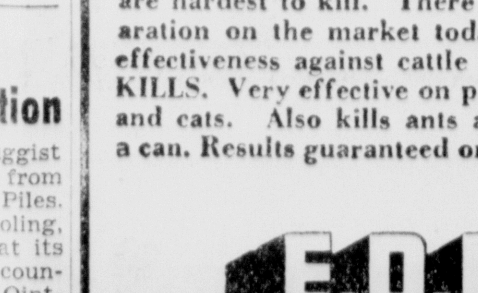 tion
ggist
from
Piles.
oling,
at its
coun-
Oint-
are hardest to kill. There
aration on the market tod
effectiveness against cattle
KILLS. Very effective on p
and cats. Also kills ants a
a can. Results guaranteed o
E D